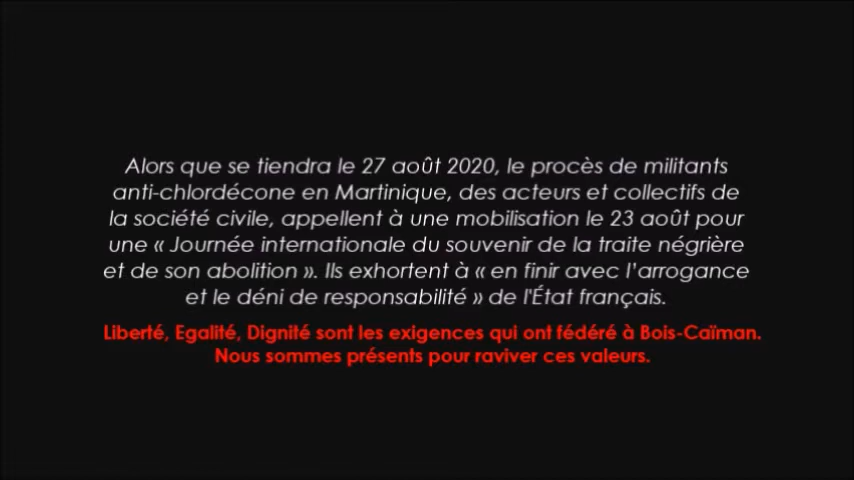 Alors que se tiendra le 27 août 2020, le procès de militants
anti-chlordécone en Martinique, des acteurs et collectifs de
la société civile, appellent à une mobilisation le 23 août pour
une « Journée internationale du souvenir de la traite négrière
et de son abolition ». Ils exhortent à « en finir avec l'arrogance
et le déni de responsabilité » de l'État français.
Liberté, Egalité, Dignité sont les exigences qui ont fédéré à Bois-Caïman.
Nous sommes présents pour raviver ces valeurs.